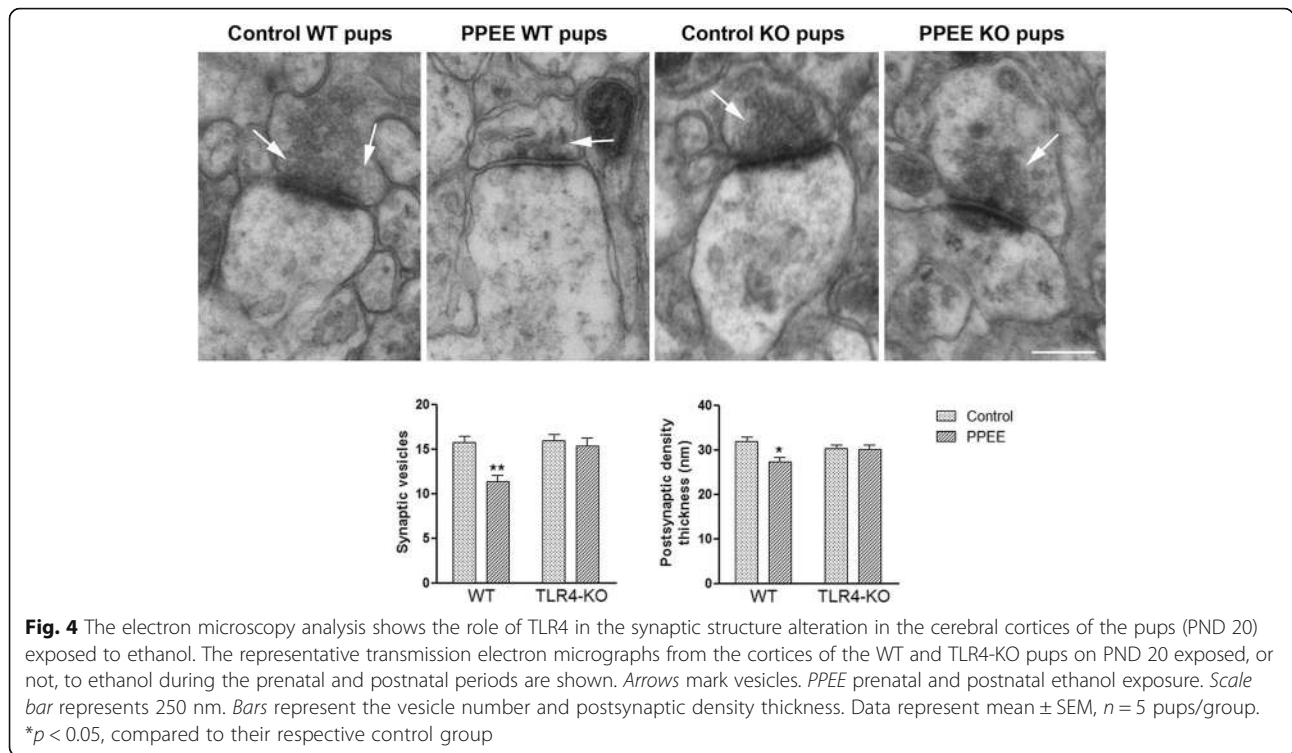 Control WT pups PPEE WT pups Control KO pups PPEE KO pups
Synaptic vesicles
20
15
10
5
0
**
WT TLR4-KO
Postsynaptic density
thickness (nm)
40
30
20
10
0
*
WT TLR4-KO
Control
PPEE
Fig. 4 The electron microscopy analysis shows the role of TLR4 in the synaptic structure alteration in the cerebral cortices of the pups (PND 20)
exposed to ethanol. The representative transmission electron micrographs from the cortices of the WT and TLR4-KO pups on PND 20 exposed, or
not, to ethanol during the prenatal and postnatal periods are shown. Arrows mark vesicles. PPEE prenatal and postnatal ethanol exposure. Scale
bar represents 250 nm. Bars represent the vesicle number and postsynaptic density thickness. Data represent mean ± SEM, n = 5 pups/group.
*p < 0.05, compared to their respective control group